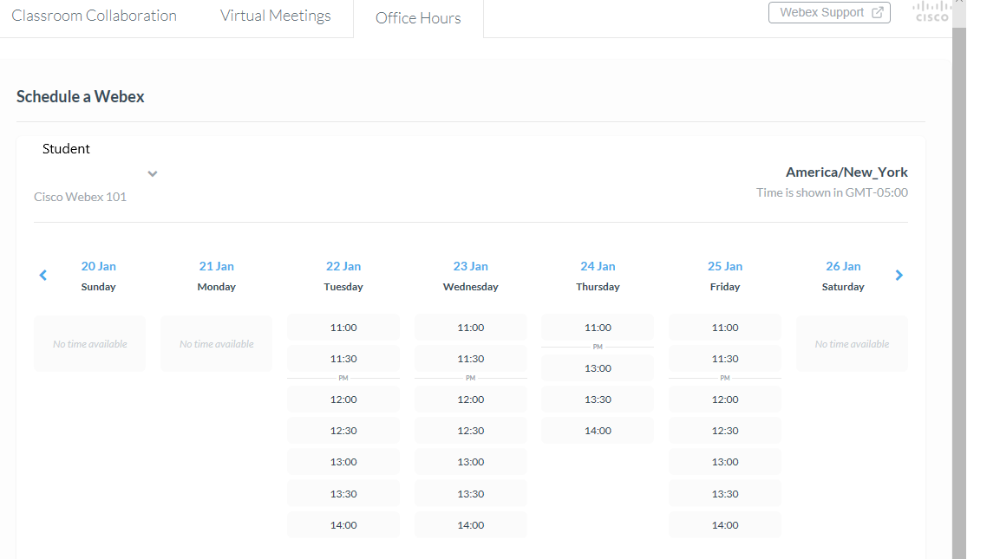 Classroom Collaboration Virtual Meetings Office Hours Webex Support cisco
Schedule a Webex
Student
America/New_York
Cisco Webex 101
Time is shown in GMT-05:00
20 Jan 21 Jan 22 Jan 23 Jan 24 Jan 25 Jan 26 Jan
Sunday Monday Tuesday Wednesday Thursday Friday Saturday
No time available No time available 11:00 11:00 11:00 11:00 No time available
11:30 11:30 PM 11:30
PM PM 13:00 PM
12:00 12:00 13:30 12:00
12:30 12:30 14:00 12:30
13:00 13:00 13:00
13:30 13:30 13:30
14:00 14:00 14:00